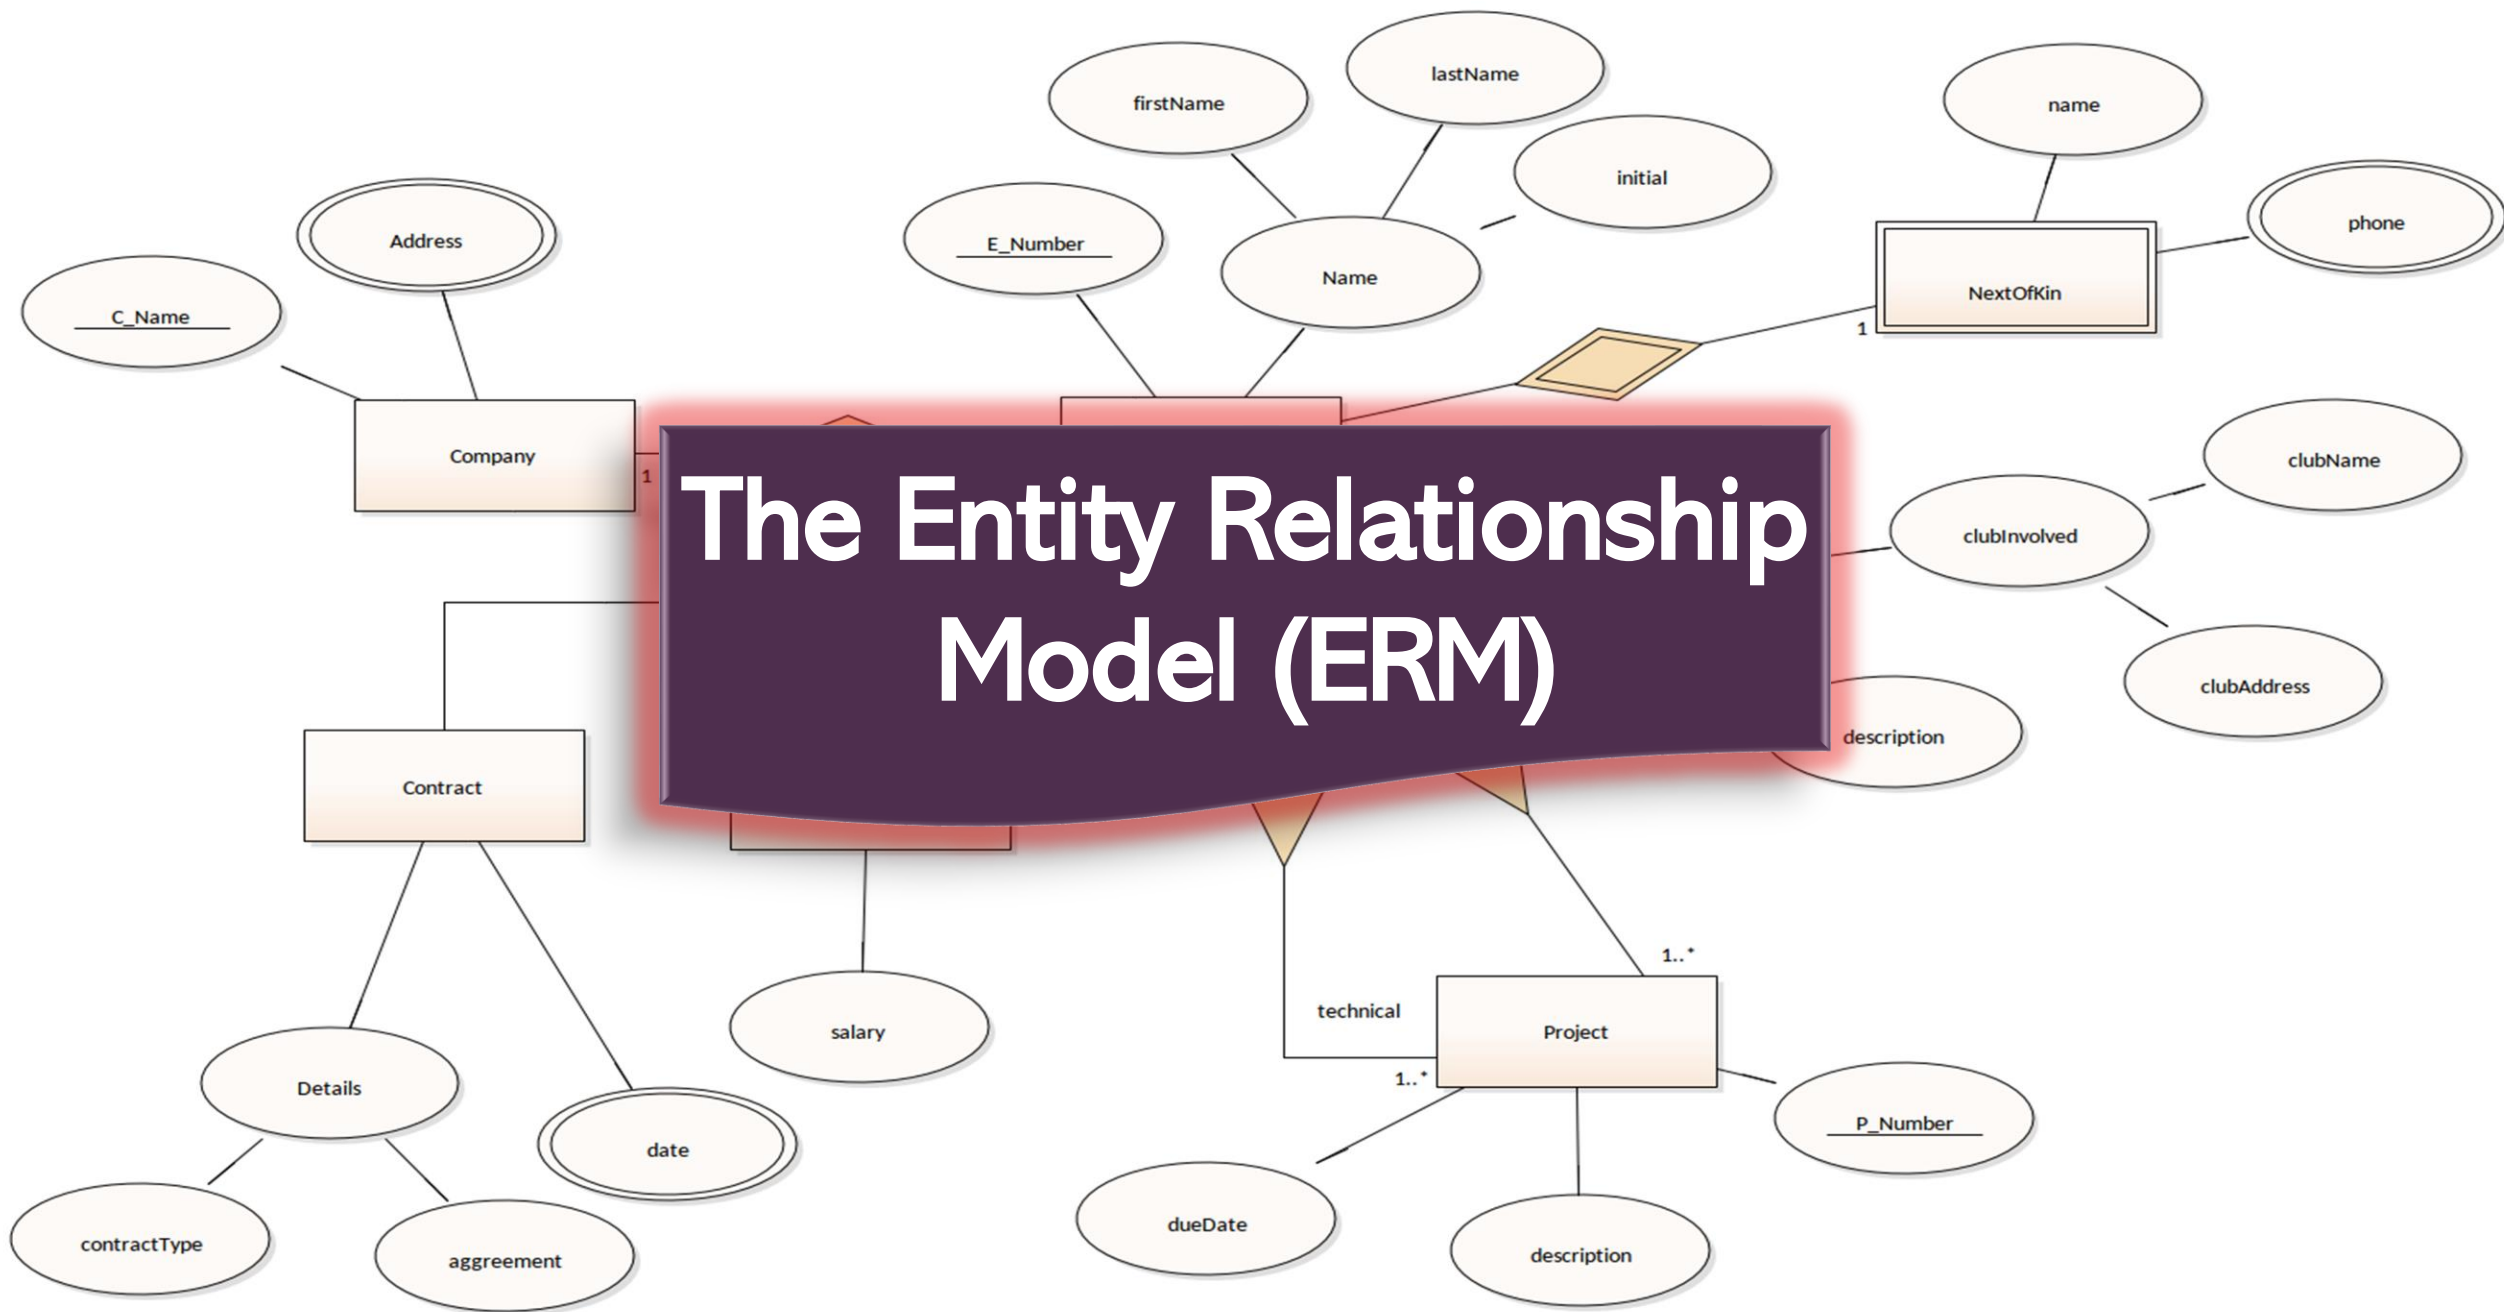 lastName
firstName
name
initial
phone
Address
E_Number
Name
NextOfKin
C_Name
1
Company
1
clubName
The Entity Relationship
Model (ERM)
clubInvolved
clubAddress
description
Contract
1..*
technical
Project
salary
1..*
Details
P_Number
date
dueDate
contractType
aggreement
description